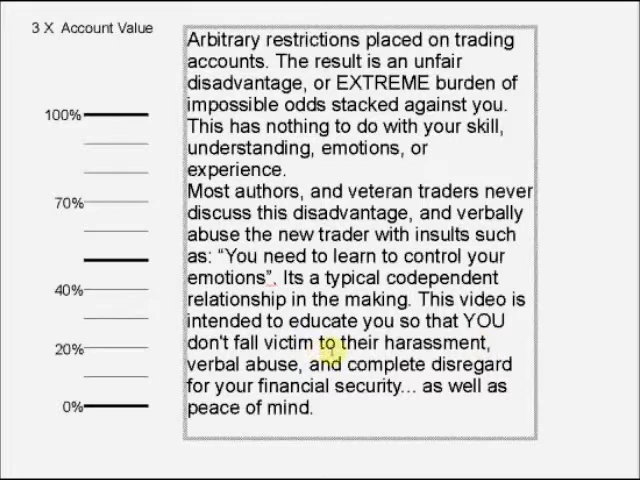 3 X Account Value
100%
70%
40%
20%
0%
Arbitrary restrictions placed on trading
accounts. The result is an unfair
disadvantage, or EXTREME burden of
impossible odds stacked against you.
This has nothing to do with your skill,
understanding, emotions, or
experience.
Most authors, and veteran traders never
discuss this disadvantage, and verbally
abuse the new trader with insults such
as: “You need to learn to control your
emotions”. Its a typical codependent
relationship in the making. This video is
intended to educate you so that YOU
don't fall victim to their harassment,
verbal abuse, and complete disregard
for your financial security... as well as
peace of mind.